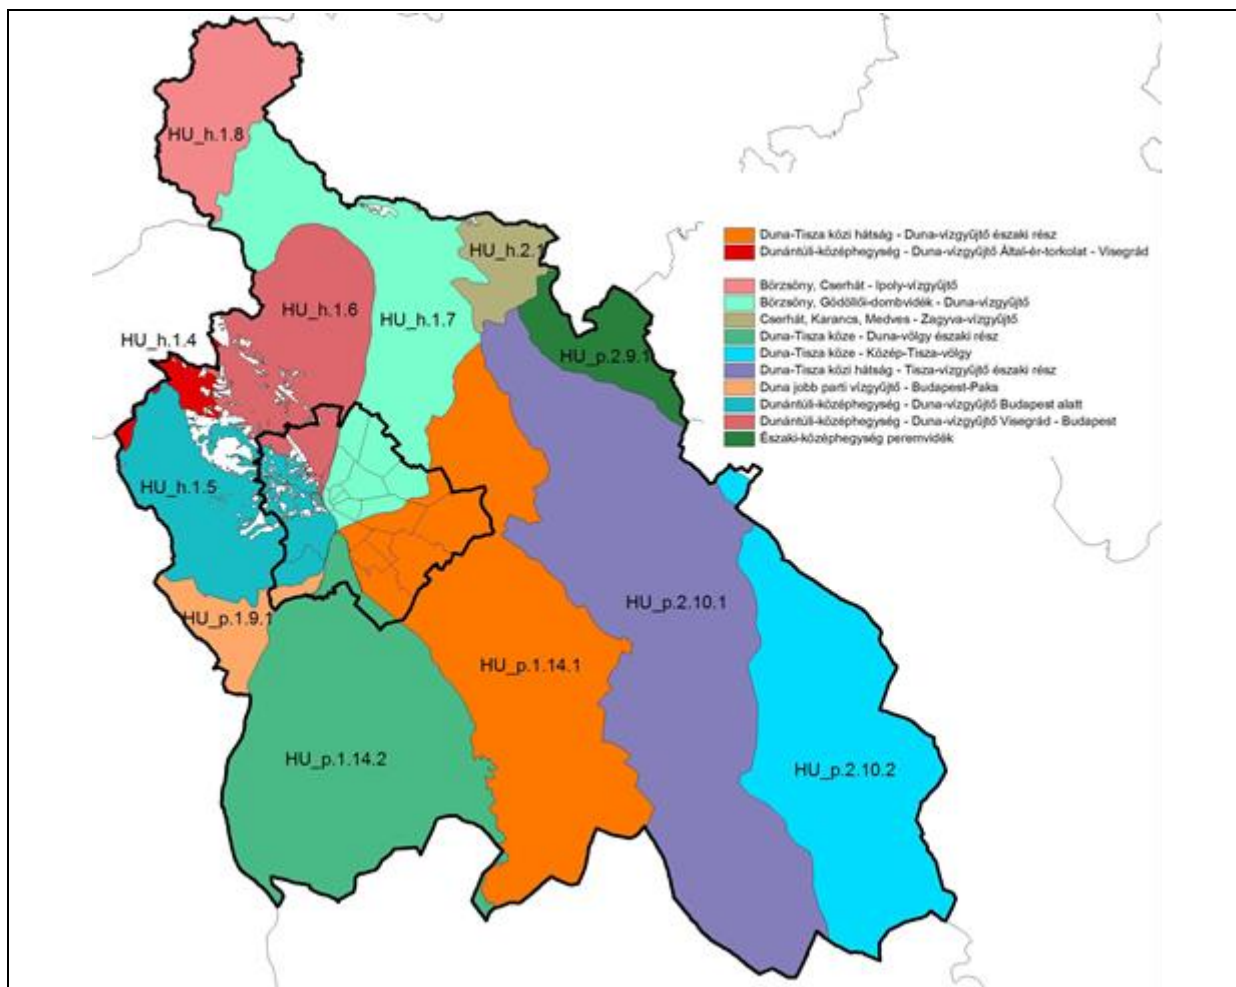 HU_h.1.8
HU_h.2.1
HU_h.1.6
HU_h.1.7
HU_h.1.4
HU_p.2.9.1
HU_h.1.5
HU_p.1.9.1
HU_p.2.10.1
HU_p.1.14.1
HU_p.1.14.2
HU_p.2.10.2
Duna-Tisza közi hátság - Duna-vízgyűjtő északi rész
Dunántúli-középhegység - Duna-vízgyűjtő Által-ér-torkolat - Visegrád
Börzsöny, Cserhát - Ipoly-vízgyűjtő
Börzsöny, Gödöllői-dombvidék - Duna-vízgyűjtő
Cserhát, Karancs, Medves - Zagyva-vízgyűjtő
Duna-Tisza köze - Duna-völgy északi rész
Duna-Tisza köze - Közép-Tisza-völgy
Duna-Tisza közi hátság - Tisza-vízgyűjtő északi rész
Duna jobb parti vízgyűjtő - Budapest-Paks
Dunántúli-középhegység - Duna-vízgyűjtő Budapest alatt
Dunántúli-középhegység - Duna-vízgyűjtő Visegrád - Budapest
Északi-középhegység peremvidék